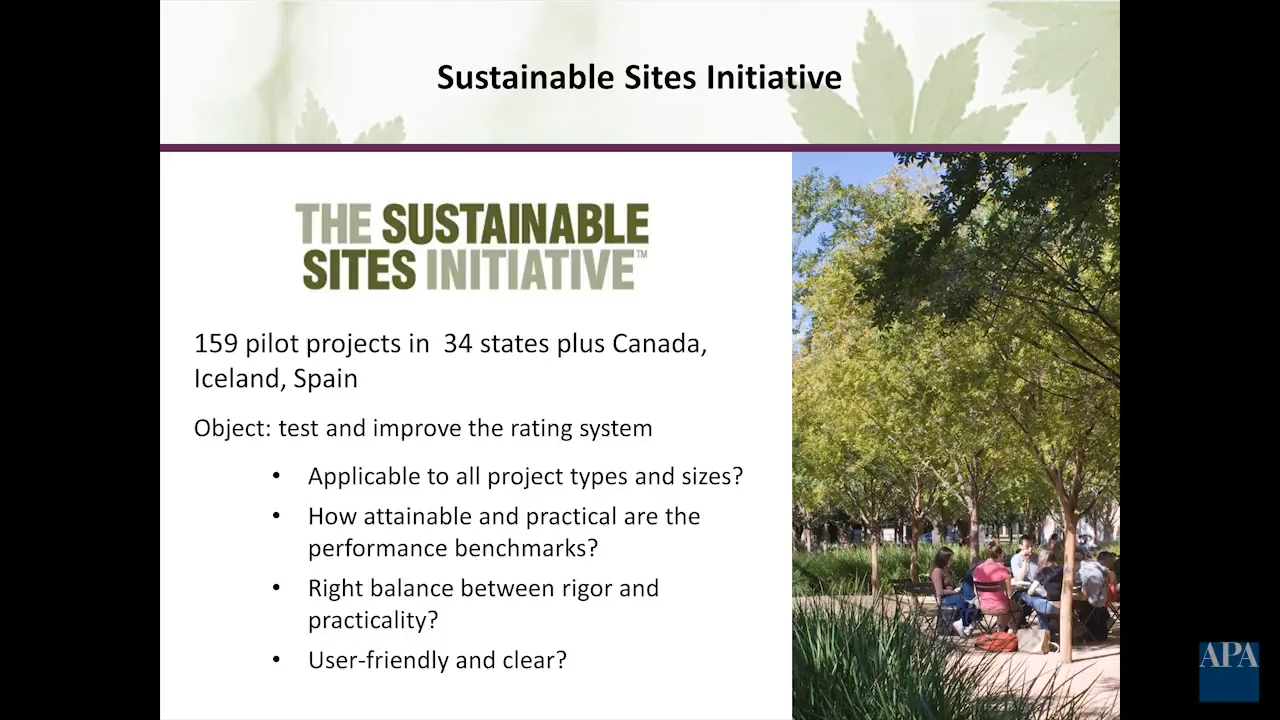 Sustainable Sites Initiative
THE SUSTAINABLE
SITES INITIATIVE™
159 pilot projects in 34 states plus Canada,
Iceland, Spain
Object: test and improve the rating system
• Applicable to all project types and sizes?
• How attainable and practical are the
performance benchmarks?
• Right balance between rigor and
practicality?
• User-friendly and clear?
APA